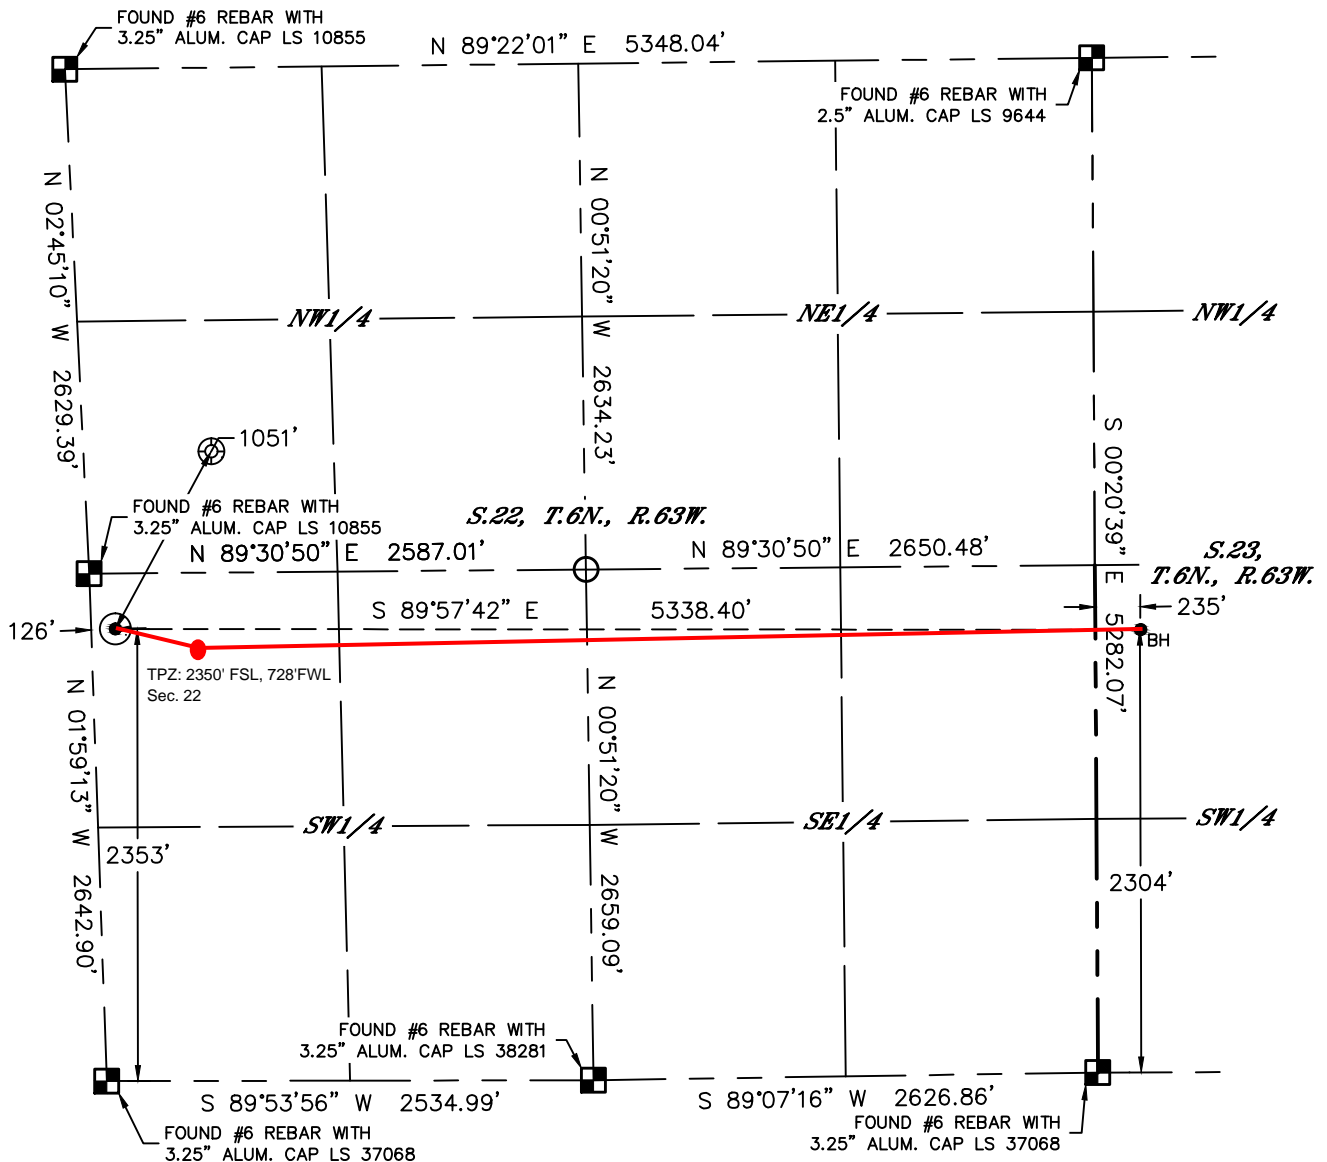 FOUND #6 REBAR WITH
3.25" ALUM. CAP LS 10855
N 89°22'01" E 5348.04'
FOUND #6 REBAR WITH
2.5" ALUM. CAP LS 9644
N 02°45'10" W 2629.39'
N 00°51'20" W 2634.23'
NW1/4
NE1/4
NW1/4
1051'
FOUND #6 REBAR WITH
3.25" ALUM. CAP LS 10855
S.22, T.6N., R.63W.
N 89°30'50" E 2587.01'
N 89°30'50" E 2650.48'
S 00°20'39" E 5282.07'
S.23,
T.6N., R.63W.
S 89°57'42" E 5338.40'
235'
126'
BH
TPZ: 2350' FSL, 728'FWL
Sec. 22
N 01°59'13" W 2642.90'
N 00°51'20" W 2659.09'
SW1/4
SE1/4
SW1/4
2353'
2304'
FOUND #6 REBAR WITH
3.25" ALUM. CAP LS 38281
S 89°53'56" W 2534.99'
S 89°07'16" W 2626.86'
FOUND #6 REBAR WITH
3.25" ALUM. CAP LS 37068
FOUND #6 REBAR WITH
3.25" ALUM. CAP LS 37068